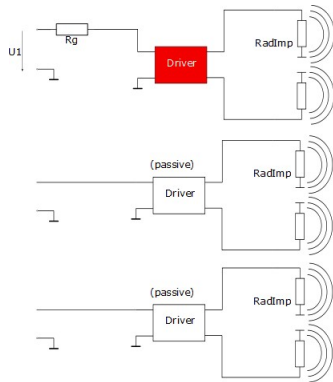 U1
Rg
Driver
RadImp
(passive)
Driver
RadImp
(passive)
Driver
RadImp